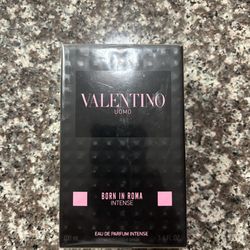 VALENTINO
UOMO
BORN IN ROMA
INTENSE
EAU DE PARFUM INTENSE